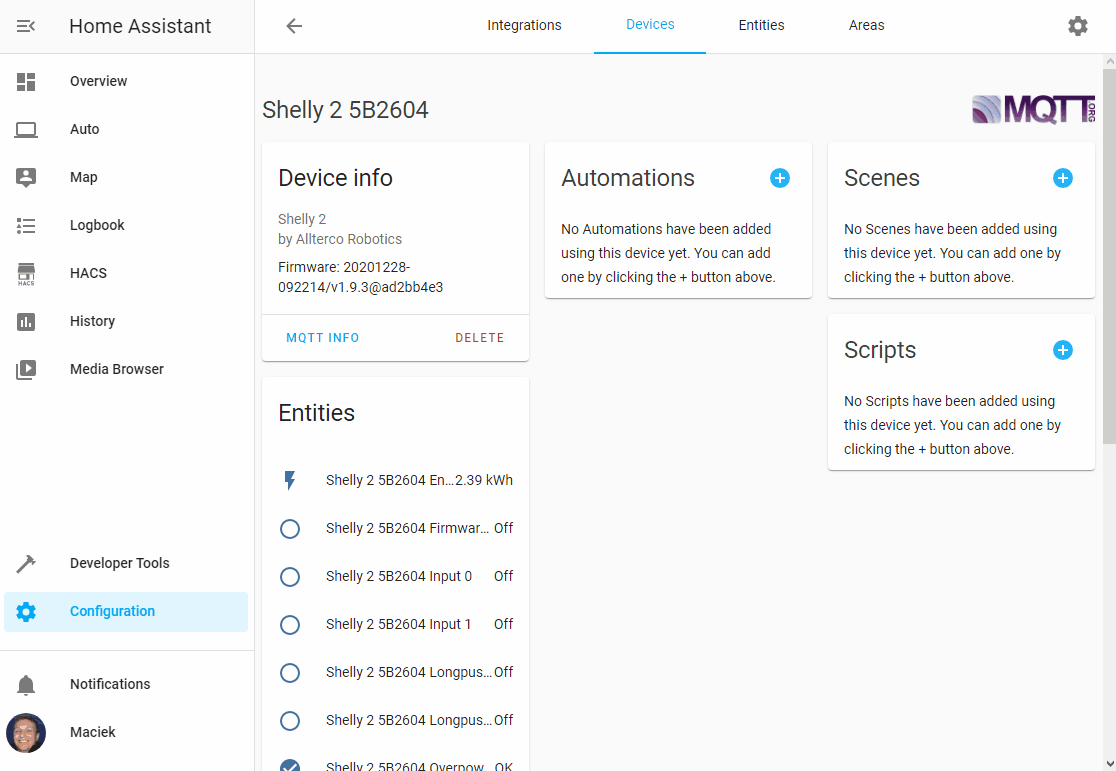 Home Assistant
Overview
Auto
Map
Logbook
HACS
HACS
History
Media Browser
Developer Tools
Configuration
Notifications
Maciek
Integrations
Devices
Entities
Areas
Shelly 2 5B2604
MQTT.ORG
Device info
Shelly 2
by Allterco Robotics
Firmware: 20201228-
092214/v1.9.3@ad2bb4e3
MQTT INFO
DELETE
Entities
Shelly 2 5B2604 En...2.39 kWh
Shelly 2 5B2604 Firmwar... Off
Shelly 2 5B2604 Input 0 Off
Shelly 2 5B2604 Input 1 Off
Shelly 2 5B2604 Longpus... Off
Shelly 2 5B2604 Longpus... Off
Shelly 2 5B2604 Overpow... OK
Automations
No Automations have been added
using this device yet. You can add
one by clicking the + button above.
Scenes
No Scenes have been added using
this device yet. You can add one by
clicking the + button above.
Scripts
No Scripts have been added using
this device yet. You can add one by
clicking the + button above.